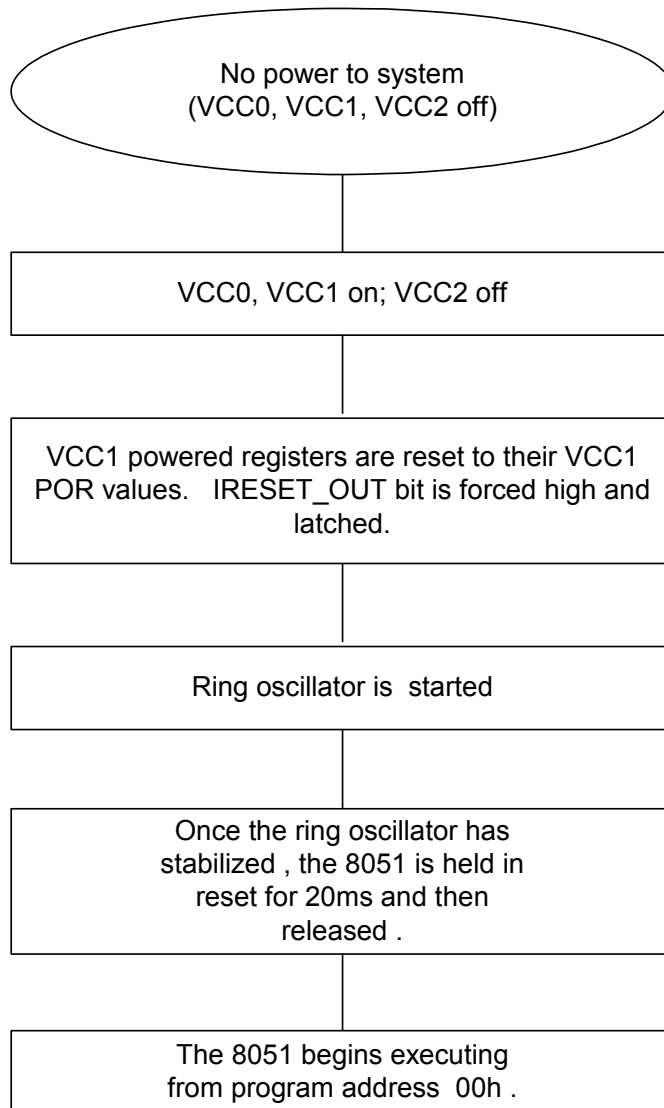 No power to system
(VCC0, VCC1, VCC2 off)
VCC0, VCC1 on; VCC2 off
VCC1 powered registers are reset to their VCC1
POR values. IRESET_OUT bit is forced high and
latched.
Ring oscillator is started
Once the ring oscillator has
stabilized , the 8051 is held in
reset for 20ms and then
released .
The 8051 begins executing
from program address 00h .